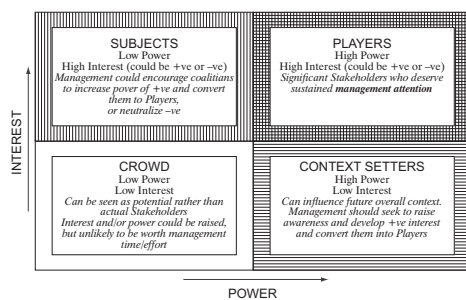 SUBJECTS
Low Power
High Interest (could be +ve or –ve)
Management could encourage coalitions
to increase pover of +ve and convert
them to Players,
or neutralize –ve
PLAYERS
High Power
High Interest (could be +ve or –ve)
Significant Stakeholders who deserve
sustained management attention
CROWD
Low Power
Low Interest
Can be seen as potential rather than
actual Stakeholders
Interest and/or power could be raised,
but unlikely to be worth management
time/effort
CONTEXT SETTERS
High Power
Low Interest
Can influence future overall context.
Management should seek to raise
awareness and develop +ve interest
and convert them into Players
INTEREST
POWER